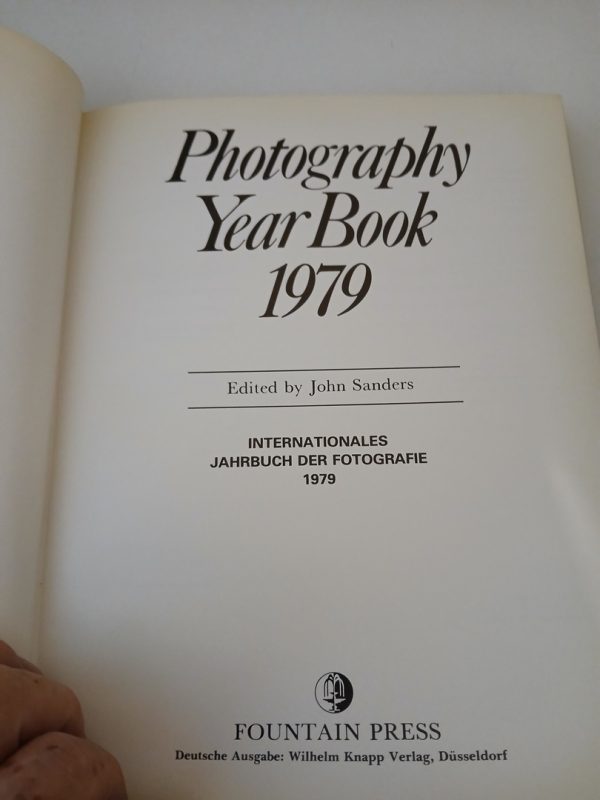 Photography
Year Book
1979
Edited by John Sanders
INTERNATIONALES
JAHRBUCH DER FOTOGRAFIE
1979
FOUNTAIN PRESS
Deutsche Ausgabe: Wilhelm Knapp Verlag, Düsseldorf